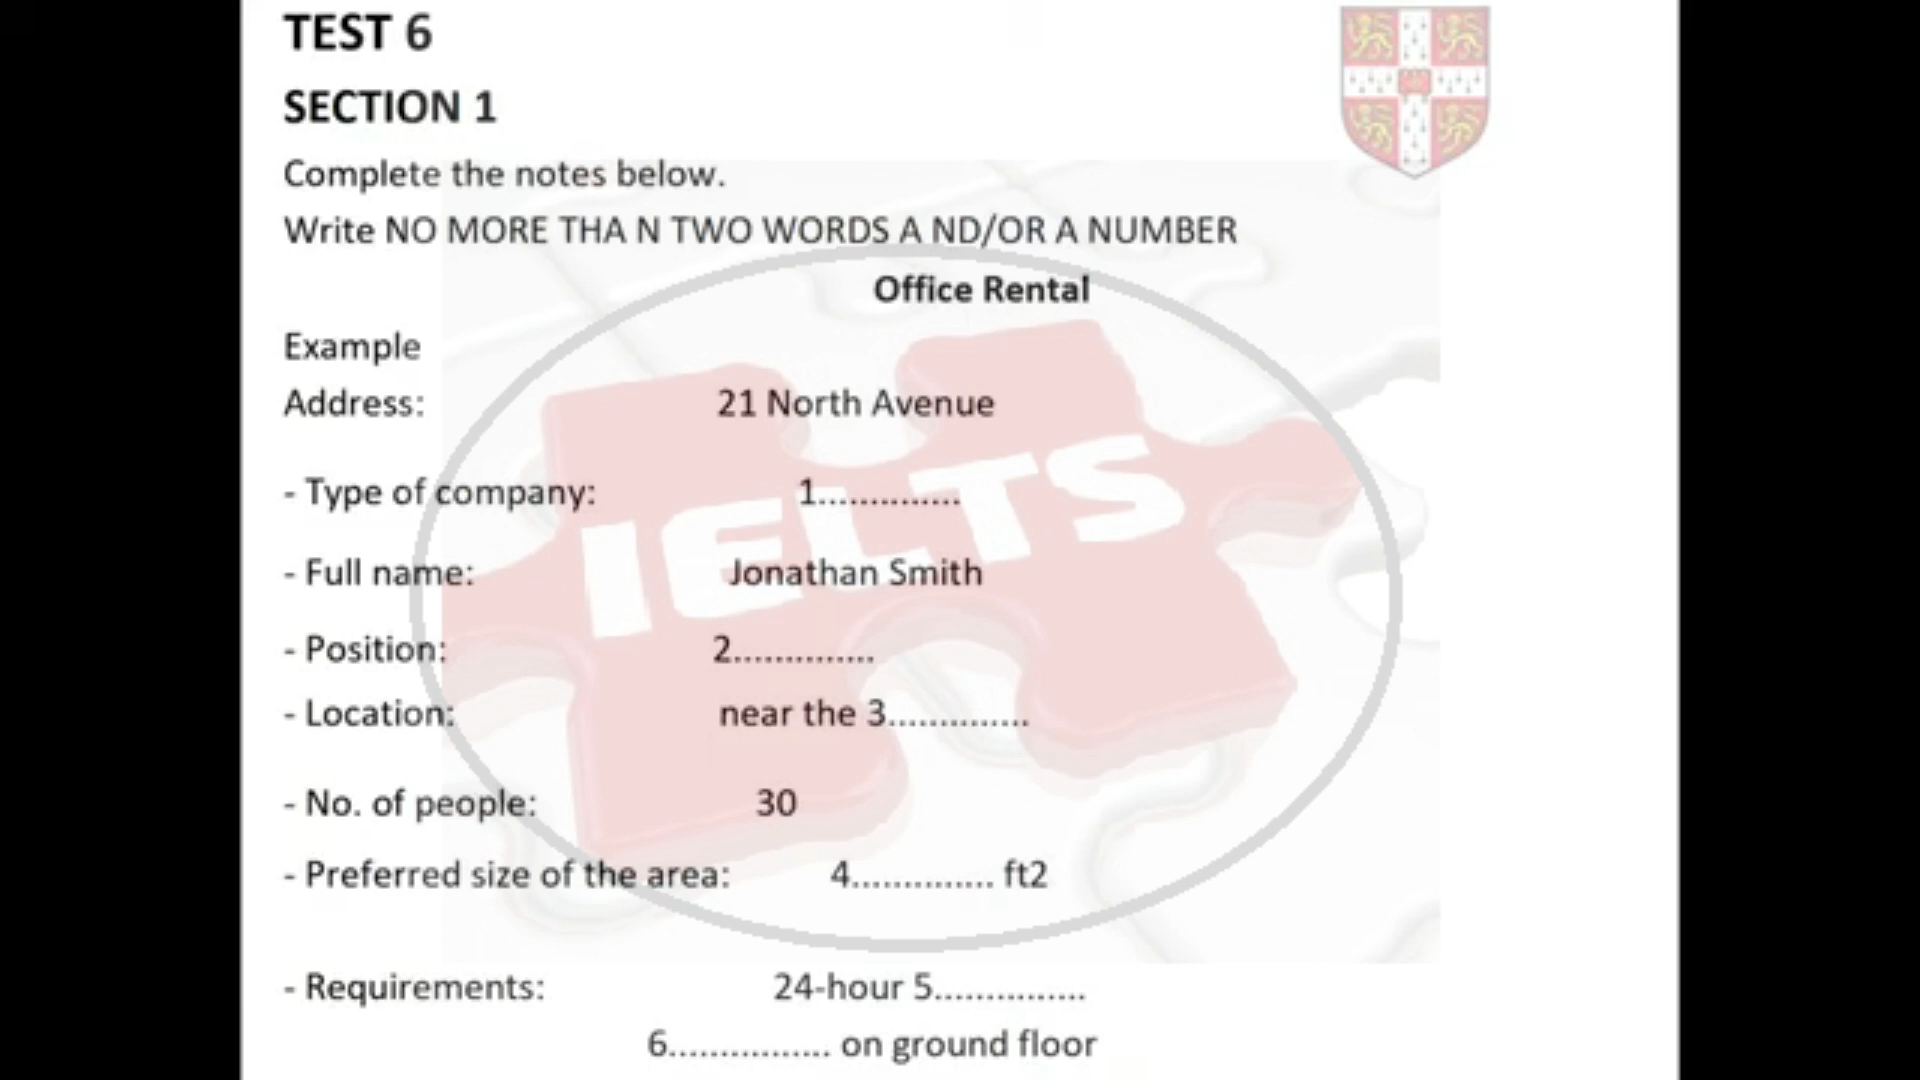 TEST 6
SECTION 1
Complete the notes below.
Write NO MORE THA N TWO WORDS A ND/OR A NUMBER
Office Rental
Example
Address: 21 North Avenue
- Type of company: 1..............
- Full name: Jonathan Smith
- Position: 2..............
- Location: near the 3..............
- No. of people: 30
- Preferred size of the area: 4.............. ft2
- Requirements: 24-hour 5...............
6................ on ground floor
IELTS